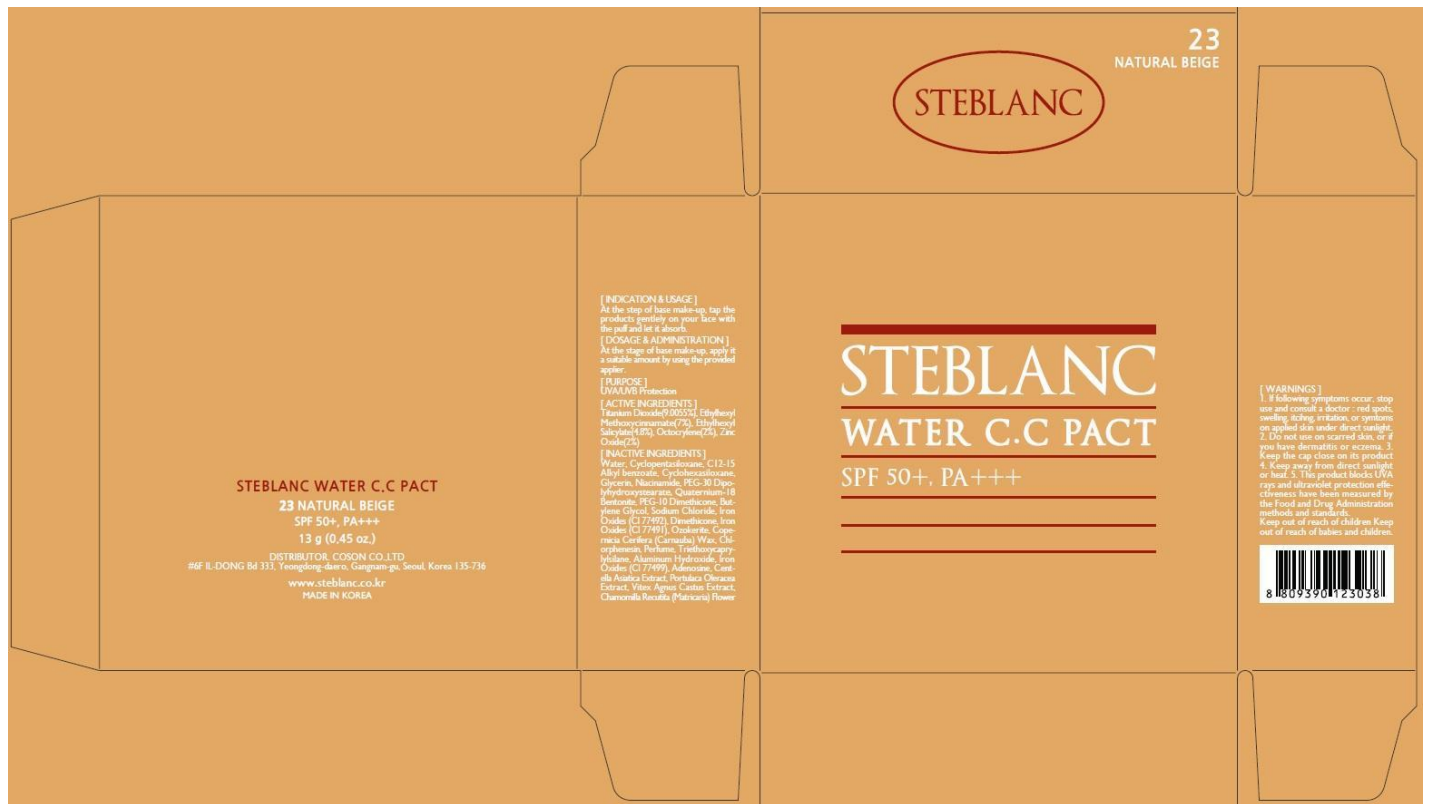 23
NATURAL BEIGE
STEBLANC
STEBLANC
WATER C.C PACT
SPF 50+, PA+++
STEBLANC WATER C.C PACT
23 NATURAL BEIGE
SPF 50+, PA+++
13 g (0.45 oz.)
DISTRIBUTOR. COSON CO.,LTD
#6F IL-DONG Bd 333, Yeongdong-daero, Gangnam-gu, Seoul, Korea 135-736
www.steblanc.co.kr
MADE IN KOREA
[ INDICATION & USAGE ]
At the step of base make-up, tap the
products gentlely on your face with
the puff and let it absorb.
[ DOSAGE & ADMINISTRATION ]
At the stage of base make-up, apply it
a suitable amount by using the provided
applier.
[ PURPOSE ]
UVA/UVB Protection
[ ACTIVE INGREDIENTS ]
Titanium Dioxide(9.0055%), Ethylhexyl
Methoxycinnamate(7%), Ethylhexyl
Salicylate(4.8%), Octocrylene(2%), Zinc
Oxide(2%)
[ INACTIVE INGREDIENTS ]
Water, Cyclopentasiloxane, C12-15
Alkyl benzoate, Cyclohexasiloxane,
Glycerin, Niacinamide, PEG-30 Dipo-
lyhydroxystearate, Quaternium-18
Bentonite, PEG-10 Dimethicone, But-
ylene Glycol, Sodium Chloride, Iron
Oxides (CI 77492), Dimethicone, Iron
Oxides (CI 77491), Ozokerite, Cope-
rnicia Cerifera (Carnauba) Wax, Chl-
orphenesin, Perfume, Triethoxycapry-
lylsilane, Aluminum Hydroxide, Iron
Oxides (CI 77499), Adenosine, Cent-
ella Asiatica Extract, Portulaca Oleracea
Extract, Vitex Agnus Castus Extract,
Chamomilla Recutita (Matricaria) Flower
[ WARNINGS ]
1. If following symptoms occur, stop
use and consult a doctor : red spots,
swelling, itching, irritation, or symtoms
on applied skin under direct sunlight.
2. Do not use on scarred skin, or if
you have dermatitis or eczema. 3.
Keep the cap close on its product
4. Keep away from direct sunlight
or heat. 5. This product blocks UVA
rays and ultraviolet protection effe-
ctiveness have been measured by
the Food and Drug Administration
methods and standards.
Keep out of reach of children Keep
out of reach of babies and children.
8 809390 123038